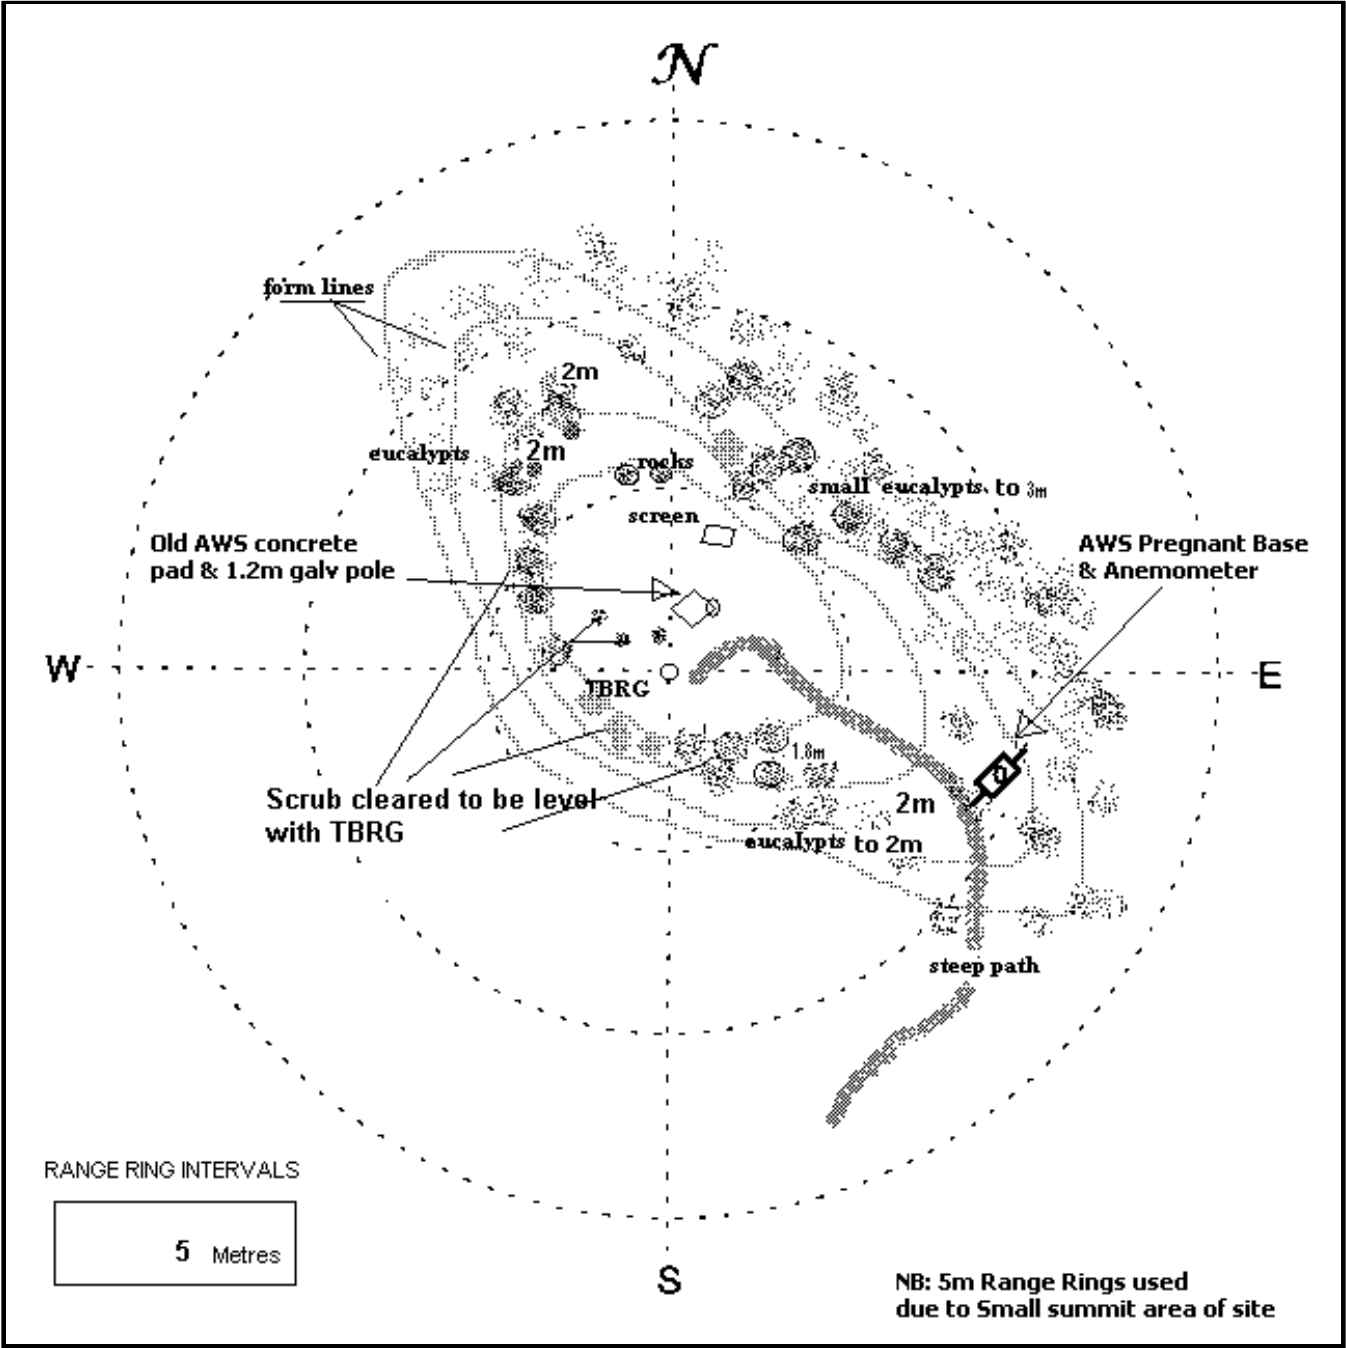 N
form lines
2m
eucalypts
2m
rocks
small eucalypts to 3m
screen
Old AWS concrete
pad & 1.2m galv pole
AWS Pregnant Base
& Anemometer
W
E
TBRG
1.8m
Scrub cleared to be level
with TBRG
2m
eucalypts to 2m
steep path
RANGE RING INTERVALS
5 Metres
S
NB: 5m Range Rings used
due to Small summit area of site